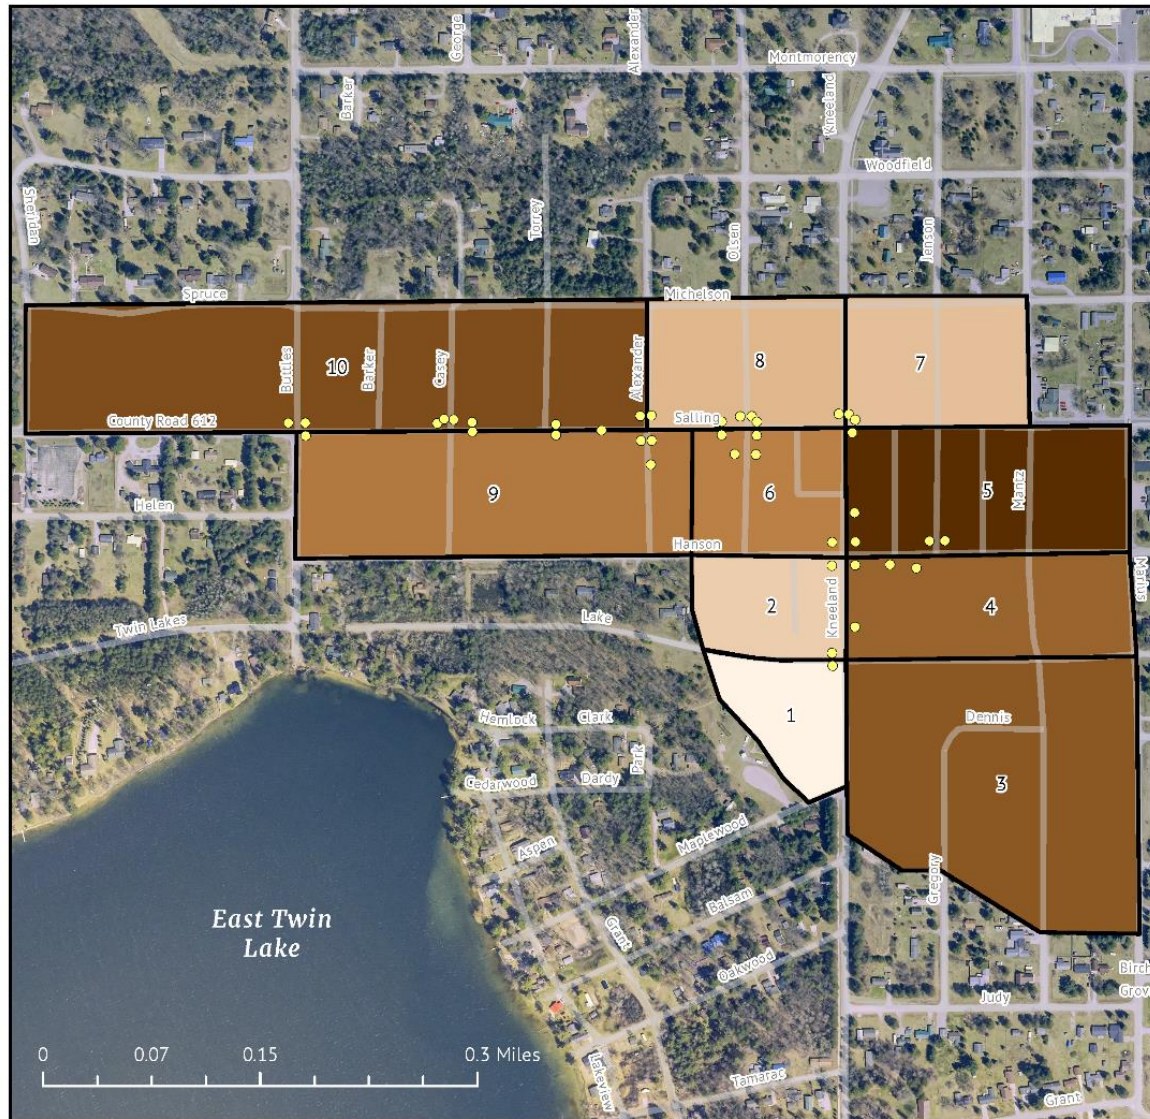 George
Alexander
Montmorency
Barker
Kneeland
Woodfield
Sheridan
Torrey
Olsen
Jenson
Spruce
Michelson
Buttles
10
Barker
Casey
Alexander
8
7
County Road 612
Salling
9
6
5
Mantz
Helen
Hanson
Marius
Twin Lakes
Lake
2
Kneeland
4
1
Hemlock
Clark
Park
Dennis
3
Cedarwood
Dardy
Aspen
Maplewood
Gregory
Balsam
East Twin
Lake
Grant
Oakwood
Birch
Grov
Judy
0
0.07
0.15
0.3 Miles
Lakeview
Tamarac
Grant